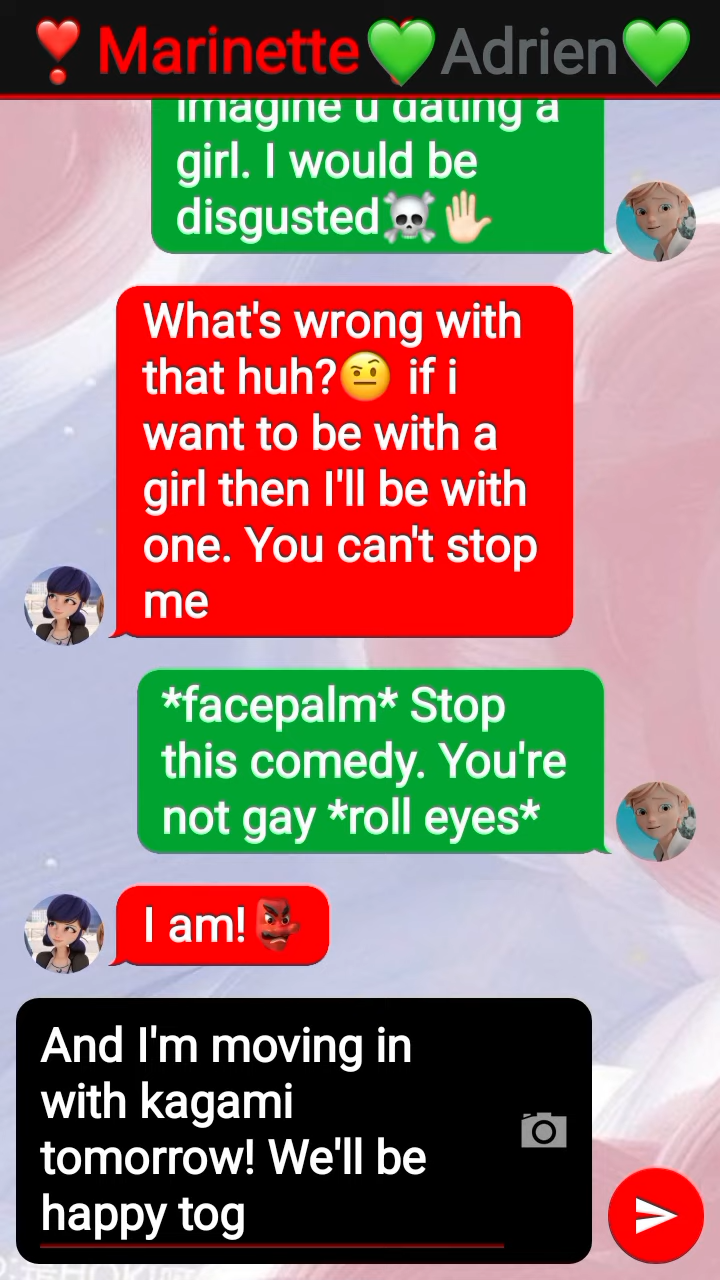 ❣️Marinette💚Adrien💚
imagine u dating a
girl. I would be
disgusted☠️✋🏻
What's wrong with
that huh?🤨 if i
want to be with a
girl then I'll be with
one. You can't stop
me
*facepalm* Stop
this comedy. You're
not gay *roll eyes*
I am!👺
And I'm moving in
with kagami
tomorrow! We'll be
happy tog